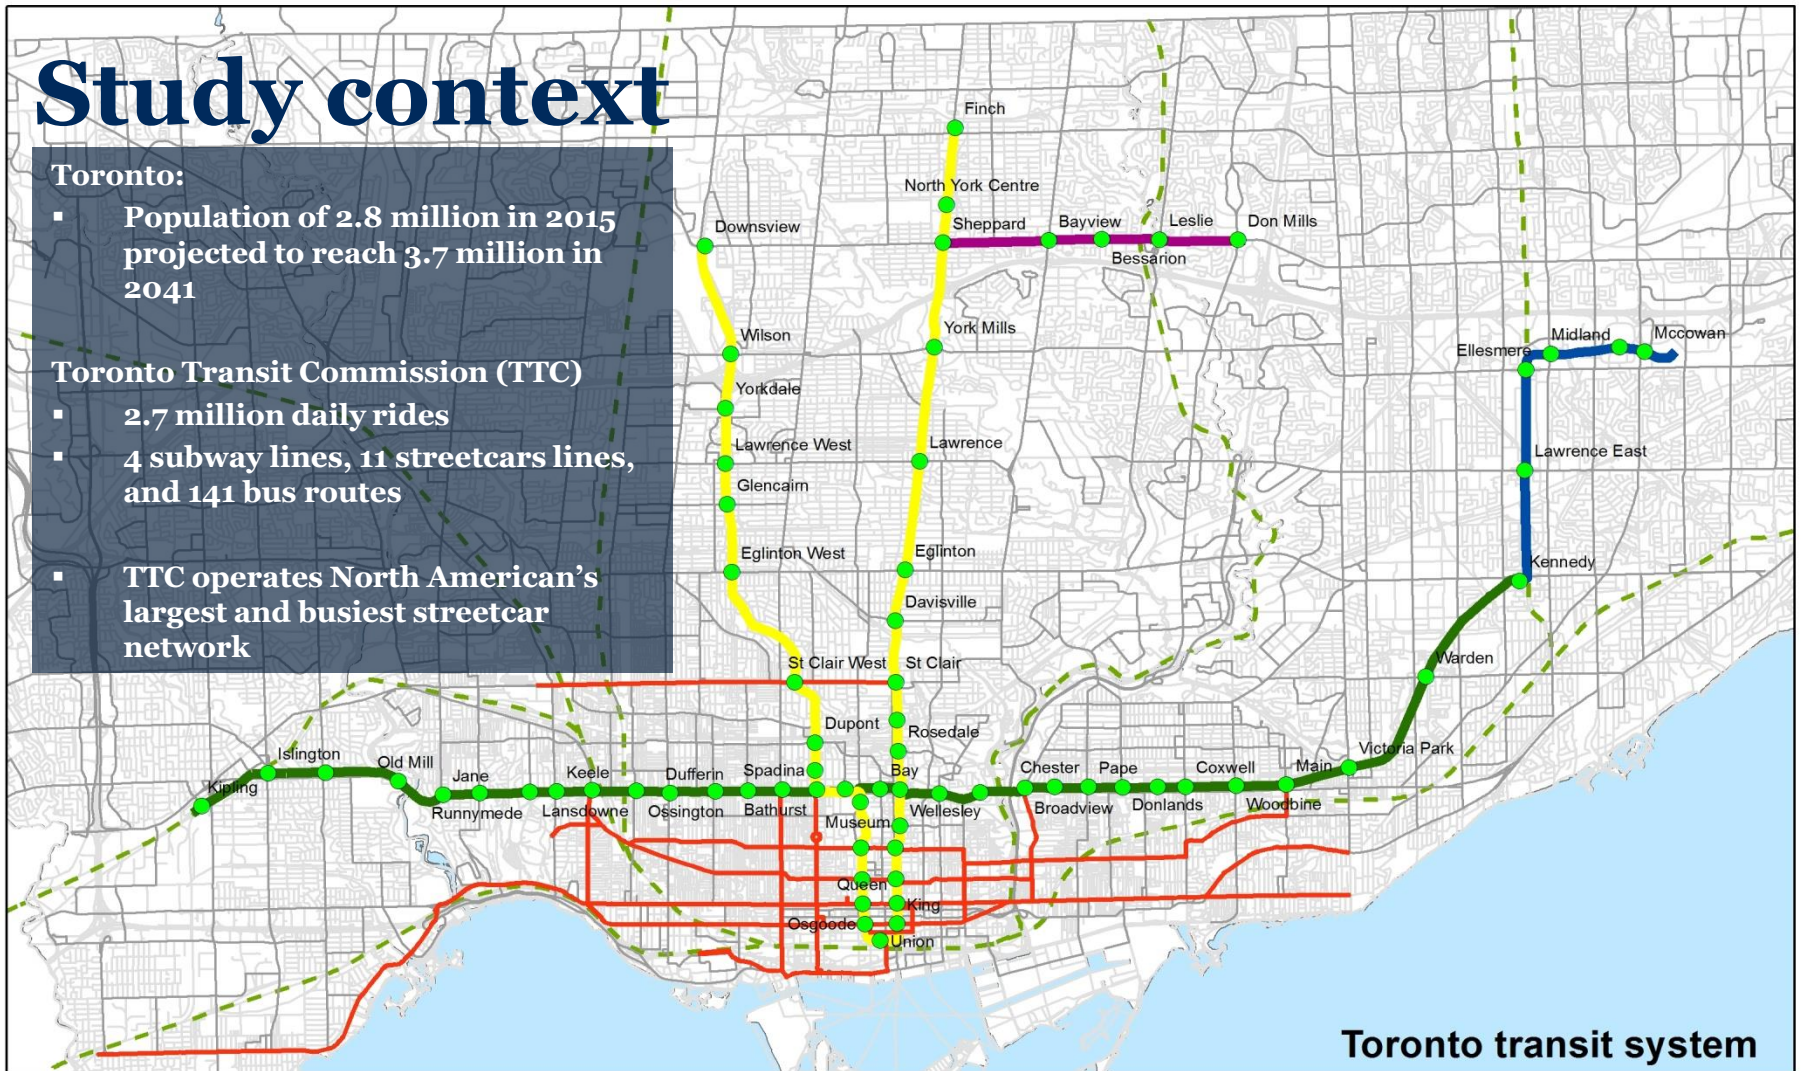 Study context
Toronto:
▪ Population of 2.8 million in 2015
projected to reach 3.7 million in
2041
Toronto Transit Commission (TTC)
▪ 2.7 million daily rides
▪ 4 subway lines, 11 streetcars lines,
and 141 bus routes
▪ TTC operates North American's
largest and busiest streetcar
network
Finch
North York Centre
Downsview
Sheppard
Bayview
Leslie
Don Mills
Bessarion
Wilson
York Mills
Ellesmere
Midland
Mccowan
Yorkdale
Lawrence West
Lawrence
Lawrence East
Glencairn
Eglinton West
Eglinton
Kennedy
Davisville
St Clair West
St Clair
Warden
Dupont
Rosedale
Kipling
Islington
Old Mill
Jane
Keele
Dufferin
Spadina
Bay
Chester
Pape
Coxwell
Main
Victoria Park
Runnymede
Lansdowne
Ossington
Bathurst
Museum
Wellesley
Broadview
Donlands
Woodbine
Queen
King
Osgoode
Union
Toronto transit system